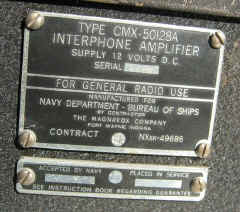 TYPE CMX-50128A
INTERPHONE AMPLIFIER
SUPPLY 12 VOLTS D.C.
SERIAL
FOR GENERAL RADIO USE
MANUFACTURED FOR
NAVY DEPARTMENT - BUREAU OF SHIPS
BY CONTRACTOR
THE MAGNAVOX COMPANY
FORT WAYNE INDIANA
CONTRACT NXSR-49686
ACCEPTED BY NAVY PLACED IN SERVICE
SEE INSTRUCTION BOOK REGARDING GUARANTEE